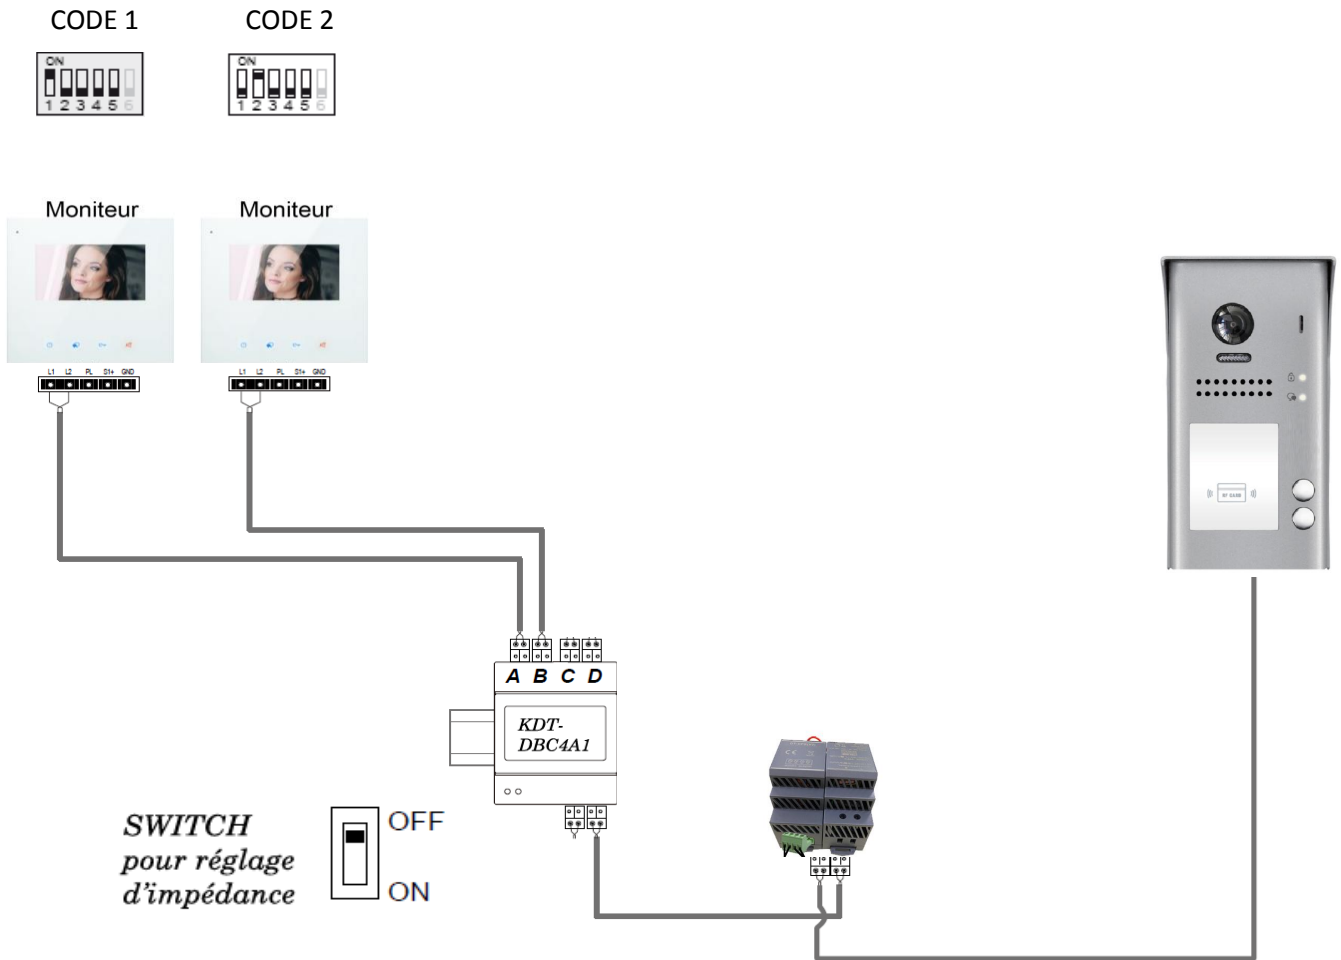 CODE 1
CODE 2
ON
1 2 3 4 5 6
ON
1 2 3 4 5 6
Moniteur
Moniteur
L1 L2 PL S1+ GND
L1 L2 PL S1+ GND
RF CARD
A B C D
KDT-
DBC4A1
SWITCH
pour réglage
d'impédance
OFF
ON